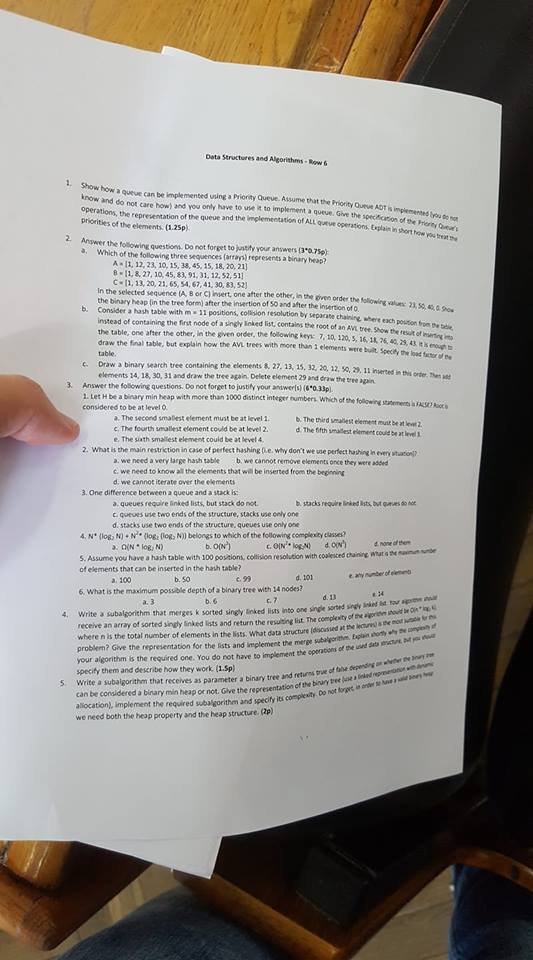 Data Structures and Algorithms - Row 6
1. Show how a queue can be implemented using a Priority Queue. Assume that the Priority Queue ADT is implemented (you do not
know and do not care how) and you only have to use it to implement a queue. Give the specification of the Priority Queue's
operations, the representation of the queue and the implementation of ALL queue operations. Explain in short how you treat the
priorities of the elements. (1.25p)
2. Answer the following questions. Do not forget to justify your answers (3*0.75p):
a. Which of the following three sequences (arrays) represents a binary heap?
A = [1, 12, 23, 10, 15, 38, 45, 15, 18, 20, 21]
B = [1, 8, 27, 10, 45, 83, 91, 31, 12, 52, 51]
C = [1, 13, 20, 21, 65, 54, 67, 41, 30, 83, 52]
In the selected sequence (A, B or C) insert, one after the other, in the given order the following values: 23, 50, 40, 0. Show
the binary heap (in the tree form) after the insertion of 50 and after the insertion of 0.
b. Consider a hash table with m = 11 positions, collision resolution by separate chaining, where each position from the table,
instead of containing the first node of a singly linked list, contains the root of an AVL tree. Show the result of inserting into
the table, one after the other, in the given order, the following keys: 7, 10, 120, 5, 16, 18, 76, 40, 29, 43. It is enough to
draw the final table, but explain how the AVL trees with more than 1 elements were built. Specify the load factor of the
table.
c. Draw a binary search tree containing the elements 8, 27, 13, 15, 32, 20, 12, 50, 29, 11 inserted in this order. Then add
elements 14, 18, 30, 31 and draw the tree again. Delete element 29 and draw the tree again.
3. Answer the following questions. Do not forget to justify your answer(s) (6*0.33p).
1. Let H be a binary min heap with more than 1000 distinct integer numbers. Which of the following statements is FALSE? Root is
considered to be at level 0.
a. The second smallest element must be at level 1. b. The third smallest element must be at level 2.
c. The fourth smallest element could be at level 2. d. The fifth smallest element could be at level 3.
e. The sixth smallest element could be at level 4.
2. What is the main restriction in case of perfect hashing (i.e. why don't we use perfect hashing in every situation)?
a. we need a very large hash table b. we cannot remove elements once they were added
c. we need to know all the elements that will be inserted from the beginning
d. we cannot iterate over the elements
3. One difference between a queue and a stack is:
a. queues require linked lists, but stack do not. b. stacks require linked lists, but queues do not.
c. queues use two ends of the structure, stacks use only one
d. stacks use two ends of the structure, queues use only one
4. N* (log₂ N) + N²* (log₂ (log₂ N)) belongs to which of the following complexity classes?
a. Ω(N * log₂ N) b. O(N²) c. Θ(N²* log₂N) d. O(N³) d. none of them
5. Assume you have a hash table with 100 positions, collision resolution with coalesced chaining. What is the maximum number
of elements that can be inserted in the hash table?
a. 100 b. 50 c. 99 d. 101 e. any number of elements
6. What is the maximum possible depth of a binary tree with 14 nodes?
a. 3 b. 6 c. 7 d. 13 e. 14
4. Write a subalgorithm that merges k sorted singly linked lists into one single sorted singly linked list. Your algorithm should
receive an array of sorted singly linked lists and return the resulting list. The complexity of the algorithm should be O(n * log₂ k),
where n is the total number of elements in the lists. What data structure (discussed at the lectures) is the most suitable for this
problem? Give the representation for the lists and implement the merge subalgorithm. Explain shortly why the complexity of
your algorithm is the required one. You do not have to implement the operations of the used data structure, but you should
specify them and describe how they work. (1.5p)
5. Write a subalgorithm that receives as parameter a binary tree and returns true of false depending on whether the binary tree
can be considered a binary min heap or not. Give the representation of the binary tree (use a linked representation with dynamic
allocation), implement the required subalgorithm and specify its complexity. Do not forget, in order to have a valid binary heap
we need both the heap property and the heap structure. (2p)